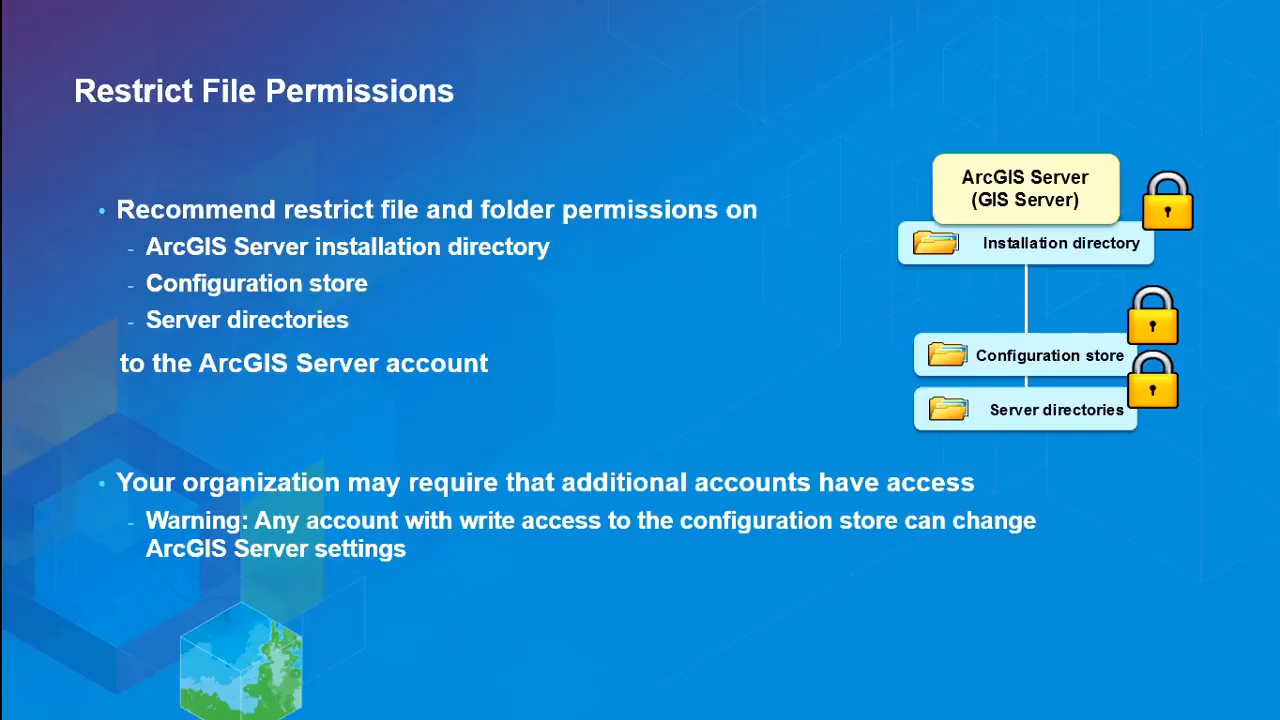 Restrict File Permissions
• Recommend restrict file and folder permissions on
- ArcGIS Server installation directory
- Configuration store
- Server directories
to the ArcGIS Server account
• Your organization may require that additional accounts have access
- Warning: Any account with write access to the configuration store can change
ArcGIS Server settings
ArcGIS Server
(GIS Server)
Installation directory
Configuration store
Server directories